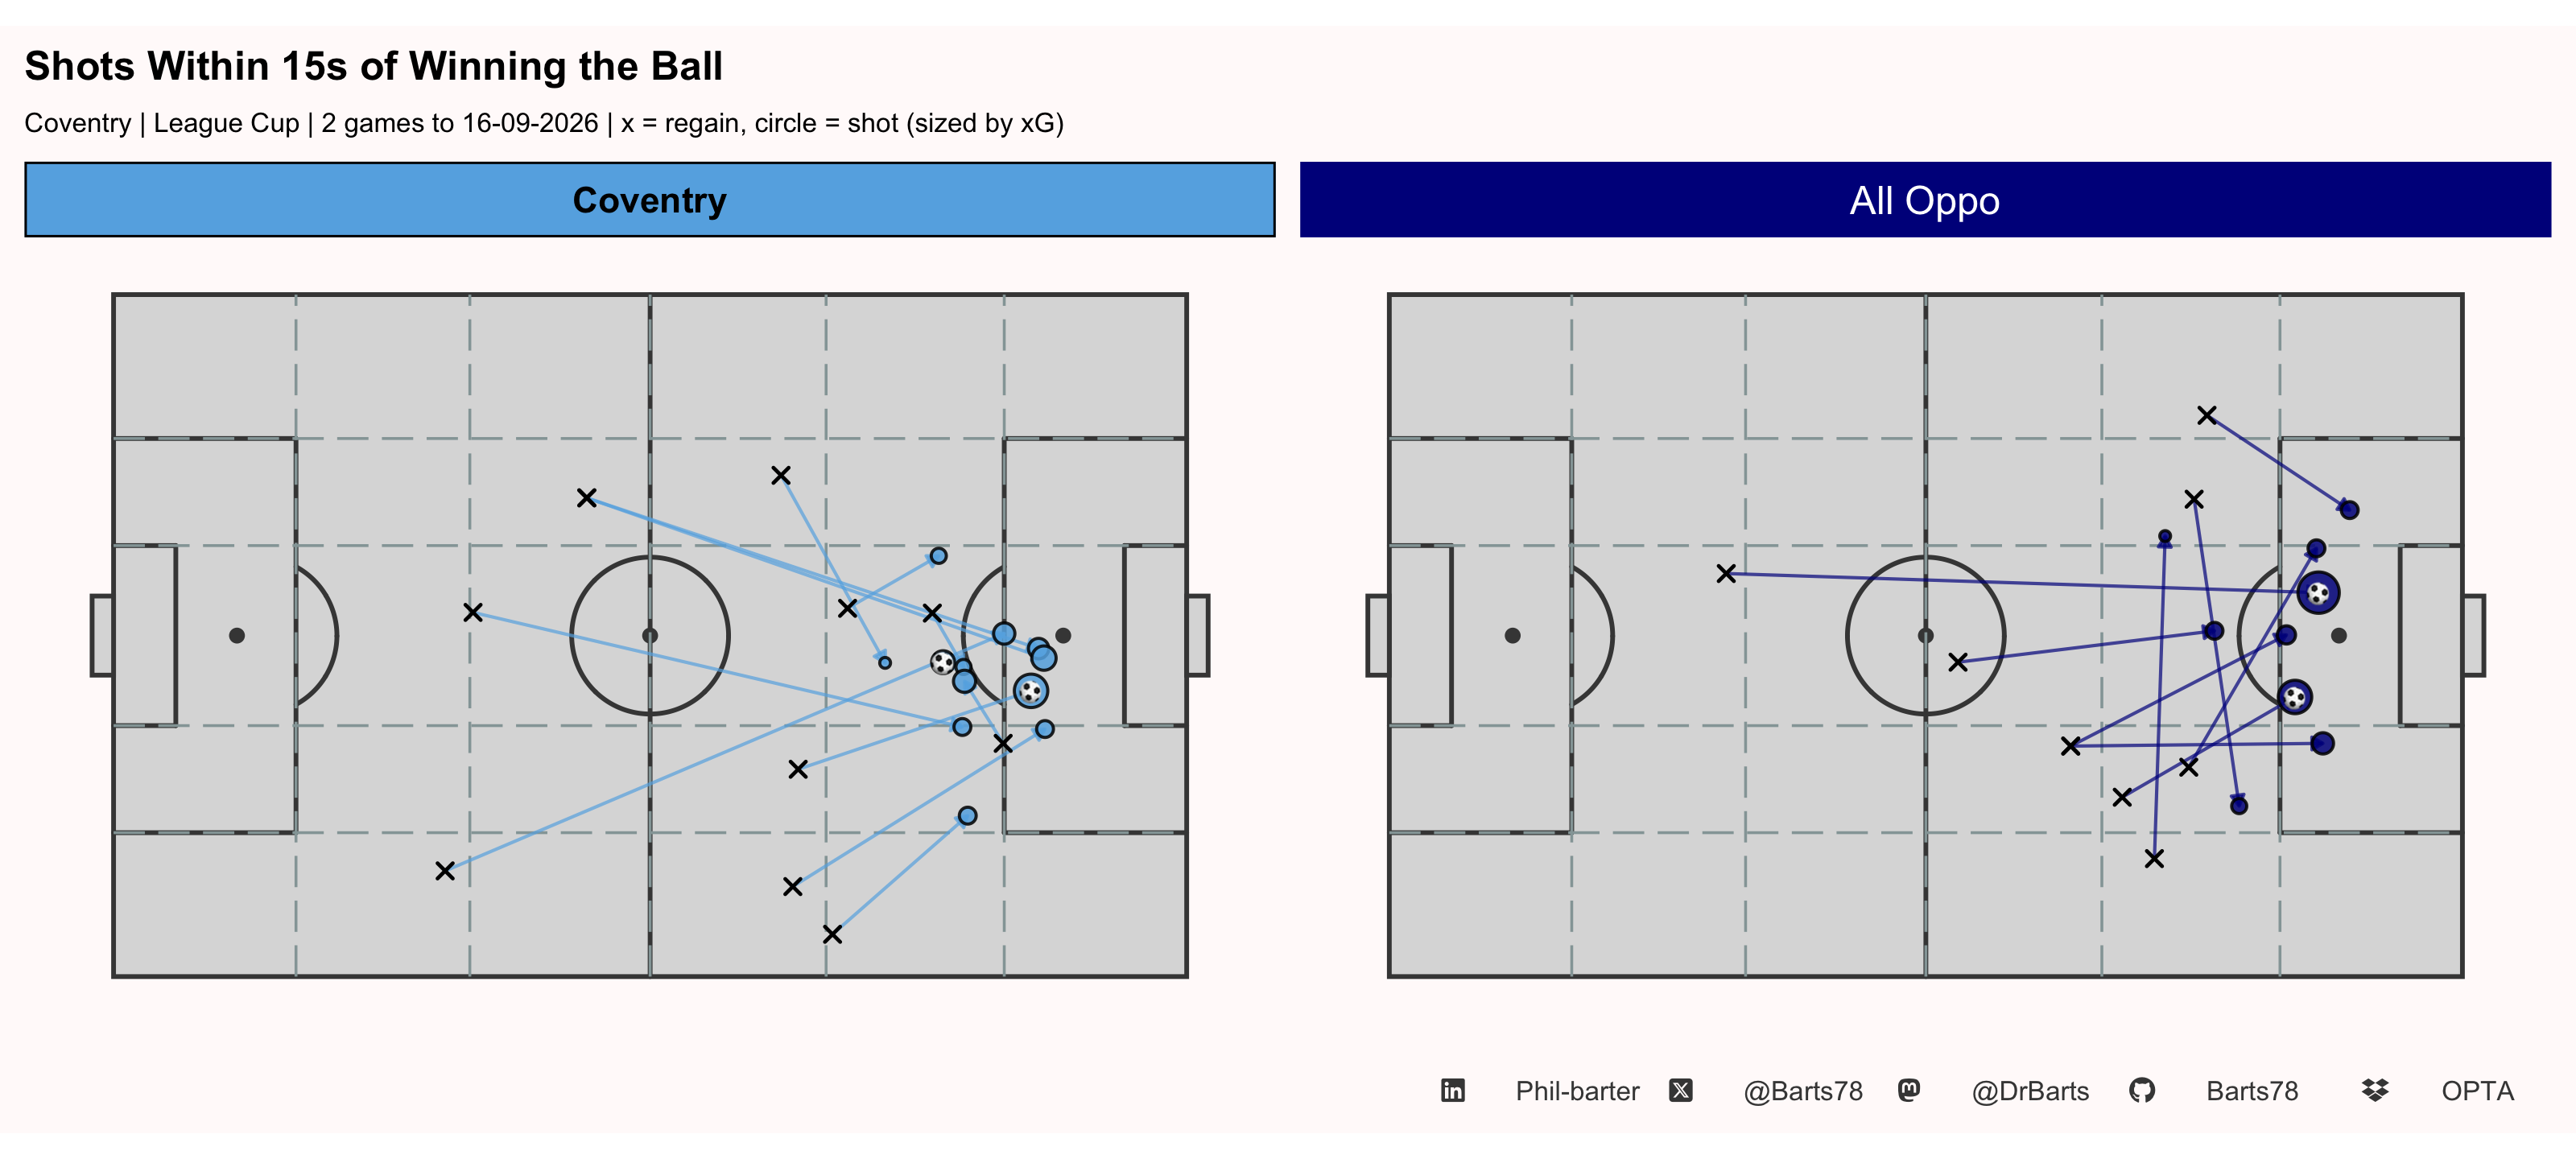 Shots Within 15s of Winning the Ball
Coventry | League Cup | 2 games to 16-09-2026 | x = regain, circle = shot (sized by xG)
Coventry
All Oppo
Phil-barter @Barts78 @DrBarts Barts78 OPTA